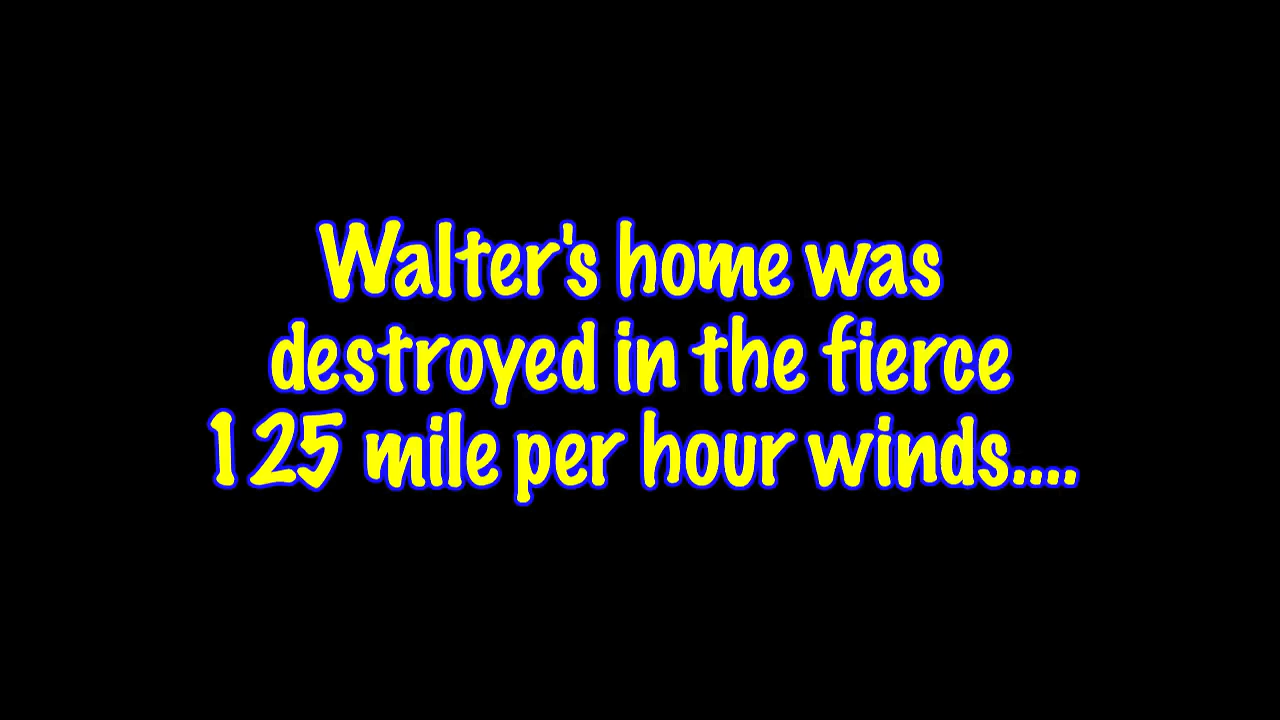 Walter's home was
destroyed in the fierce
125 mile per hour winds....